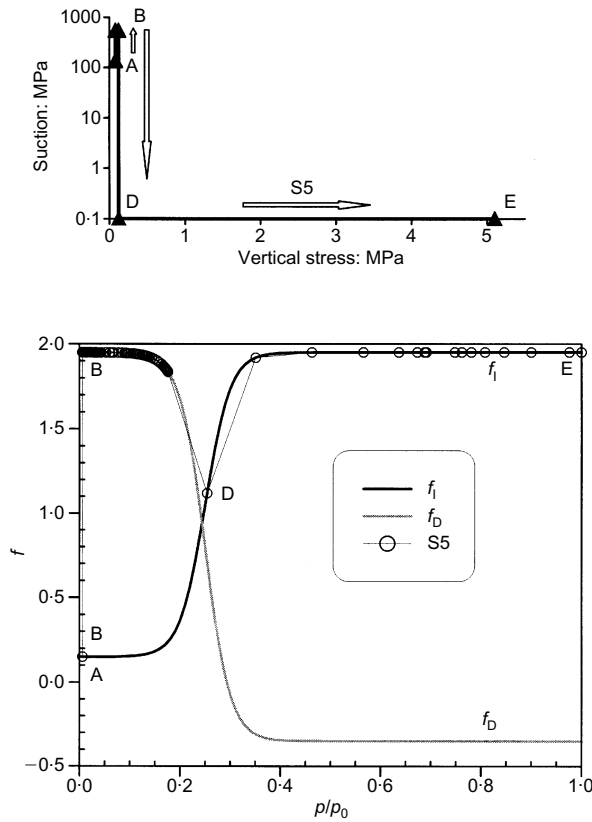 1000
B
100
A
Suction: MPa
1
S5
D
E
0·1
0
1
2
3
4
5
Vertical stress: MPa
2·0
B
f_I
E
1·5
f_I
f_D
S5
D
1·0
f
0·5
B
A
0·0
f_D
−0·5
0·0
0·2
0·4
0·6
0·8
1·0
p/p_0